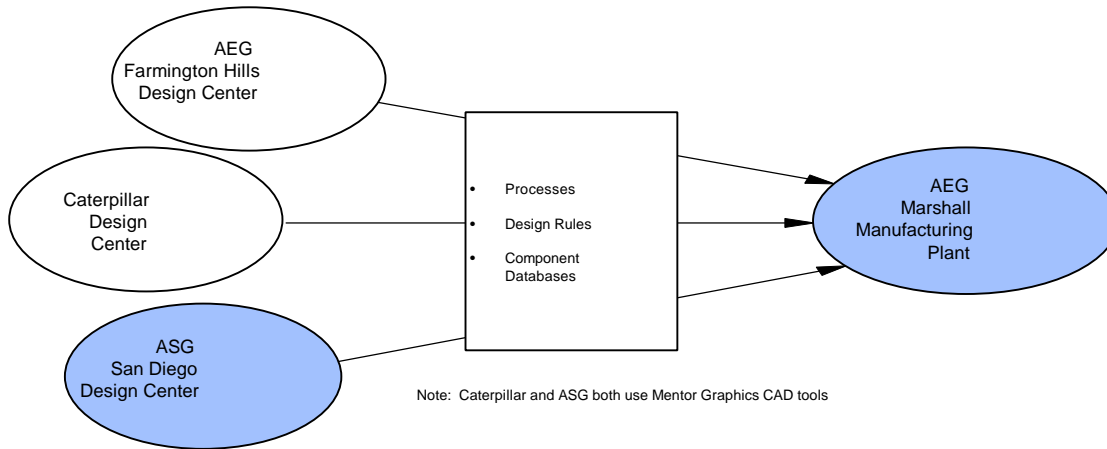 AEG
Farmington Hills
Design Center
Caterpillar
Design
Center
ASG
San Diego
Design Center
• Processes
• Design Rules
• Component
Databases
AEG
Marshall
Manufacturing
Plant
Note: Caterpillar and ASG both use Mentor Graphics CAD tools